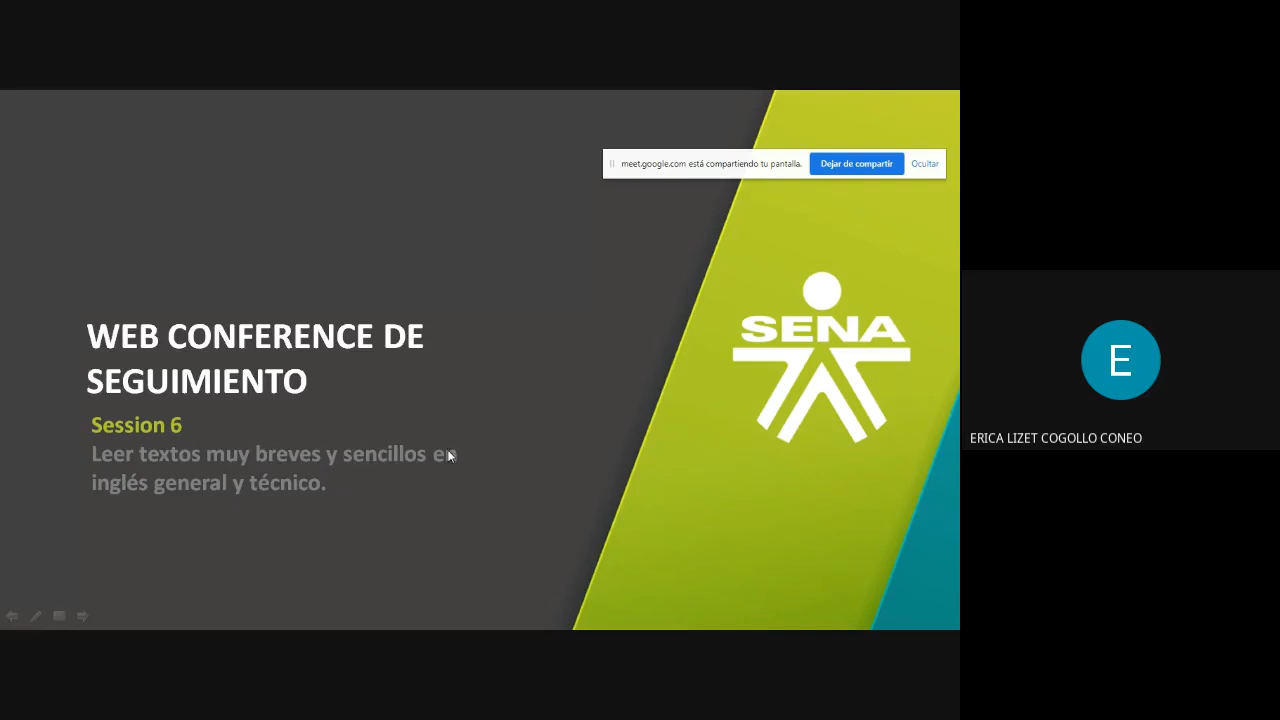 meet.google.com está compartiendo tu pantalla. Dejar de compartir Ocultar
SENA
WEB CONFERENCE DE
SEGUIMIENTO
Session 6
Leer textos muy breves y sencillos en
inglés general y técnico.
E
ERICA LIZET COGOLLO CONEO